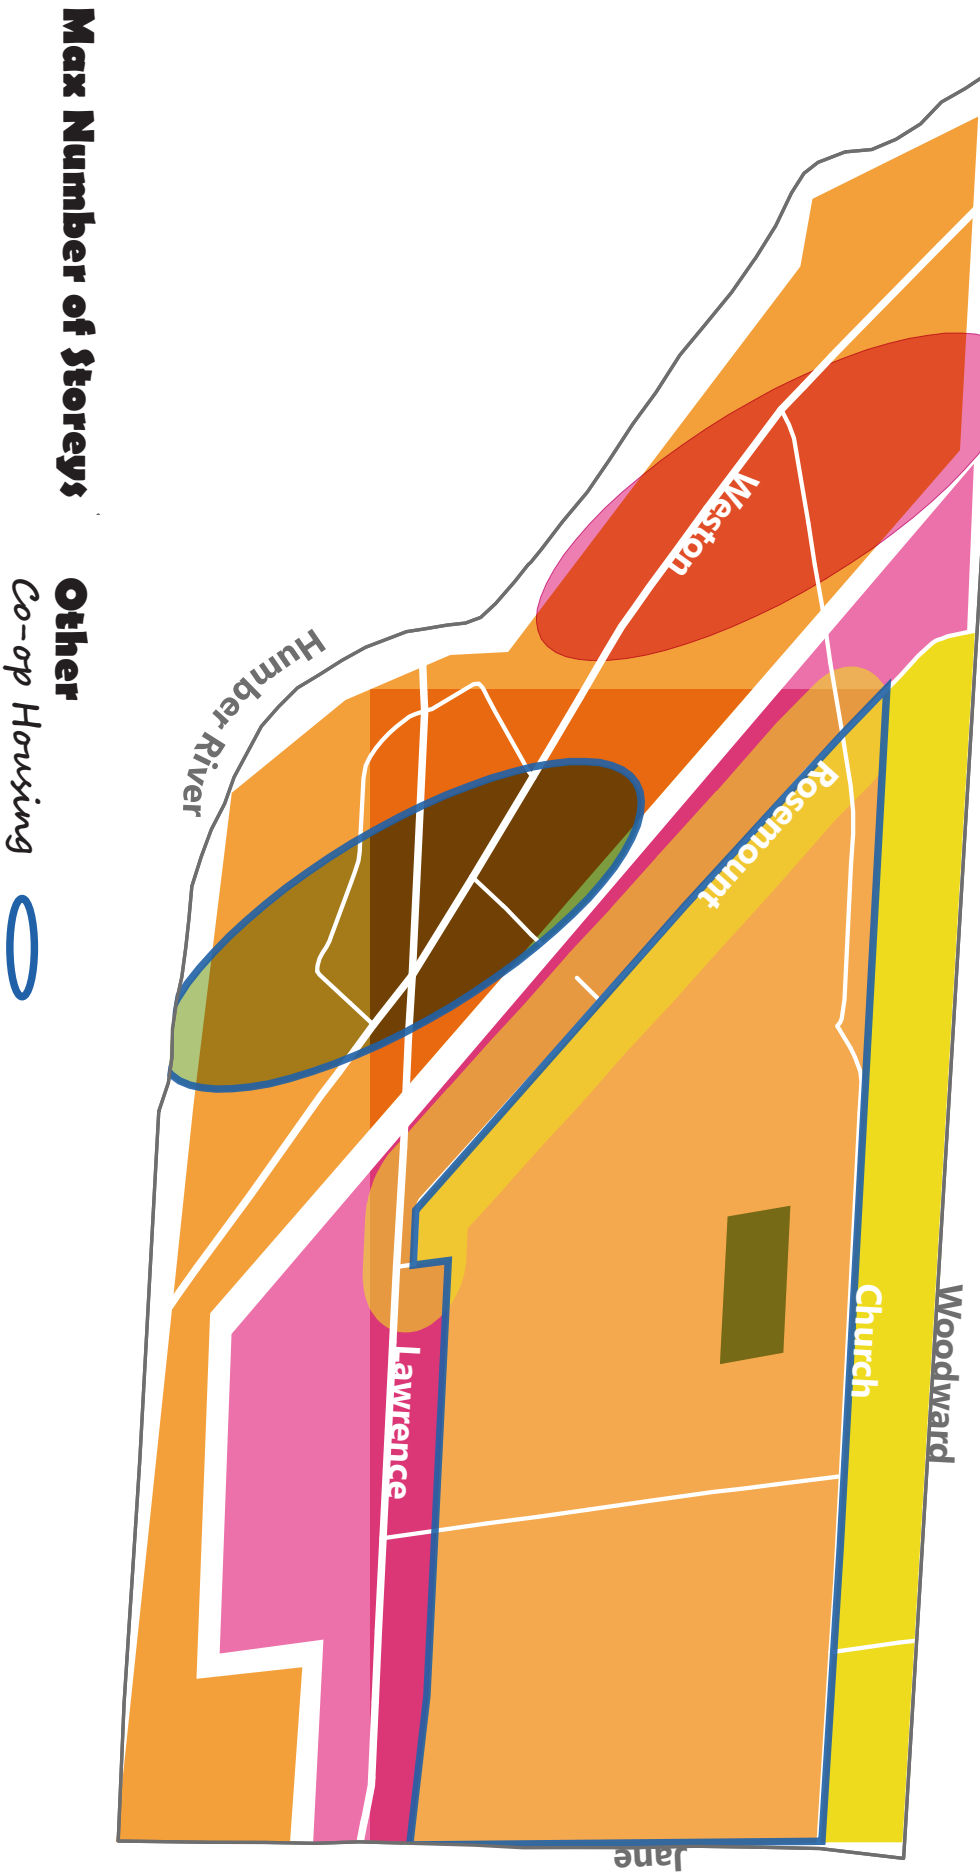 Max Number of Storeys
Other
Co-op Housing
Humber River
Weston
Rosemount
Lawrence
Church
Woodward
Jane